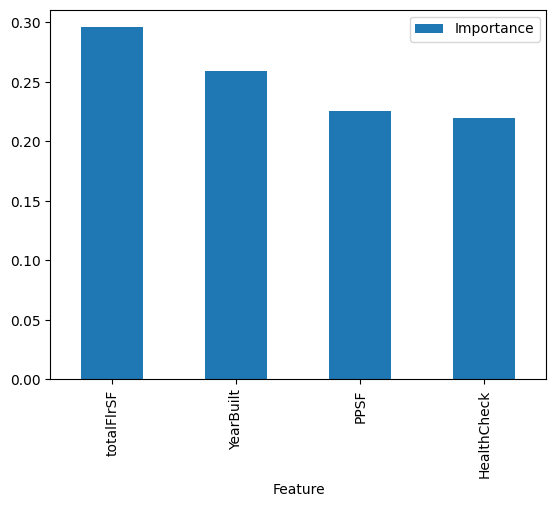 0.30
Importance
0.25
0.20
0.15
0.10
0.05
0.00
totalFlrSF
YearBuilt
PPSF
HealthCheck
Feature